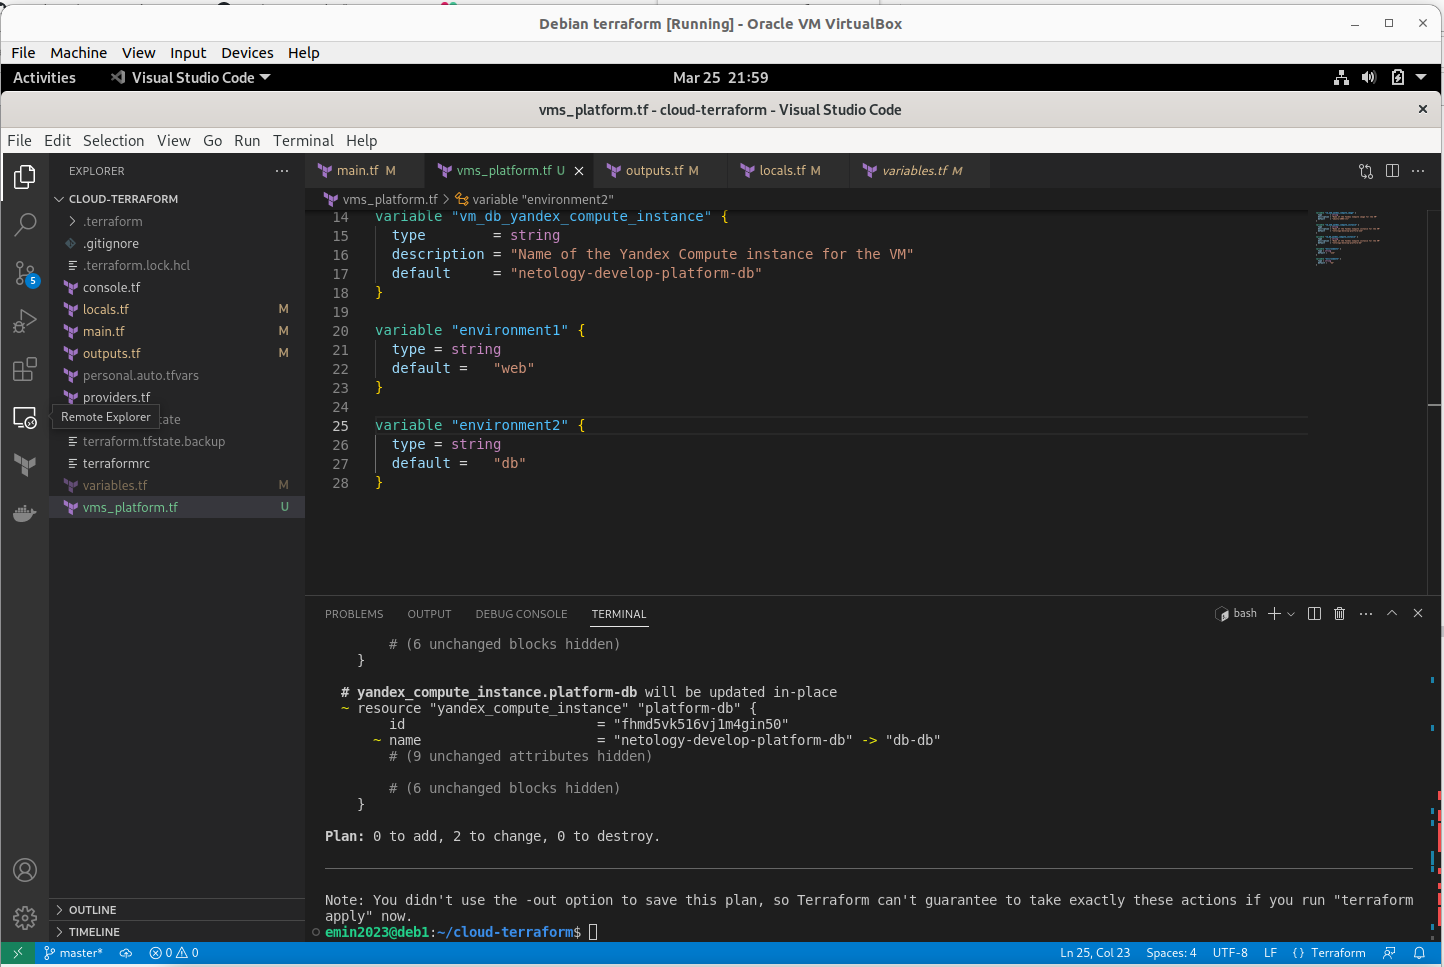 Debian terraform [Running] - Oracle VM VirtualBox
File Machine View Input Devices Help
Activities Visual Studio Code Mar 25 21:59
vms_platform.tf - cloud-terraform - Visual Studio Code
File Edit Selection View Go Run Terminal Help
EXPLORER
main.tf M vms_platform.tf U outputs.tf M locals.tf M variables.tf M
vms_platform.tf > variable "environment2"
CLOUD-TERRAFORM
.terraform
.gitignore
.terraform.lock.hcl
console.tf
locals.tf M
main.tf M
outputs.tf M
personal.auto.tfvars
providers.tf
Remote Explorer
terraform.tfstate.backup
terraformrc
variables.tf M
vms_platform.tf U
5
OUTLINE
TIMELINE
14 variable "vm_db_yandex_compute_instance" {
15 type = string
16 description = "Name of the Yandex Compute instance for the VM"
17 default = "netology-develop-platform-db"
18 }
19
20 variable "environment1" {
21 type = string
22 default = "web"
23 }
24
25 variable "environment2" {
26 type = string
27 default = "db"
28 }
PROBLEMS OUTPUT DEBUG CONSOLE TERMINAL bash
# (6 unchanged blocks hidden)
}
# yandex_compute_instance.platform-db will be updated in-place
~ resource "yandex_compute_instance" "platform-db" {
id = "fhmd5vk516vj1m4gin50"
~ name = "netology-develop-platform-db" -> "db-db"
# (9 unchanged attributes hidden)
# (6 unchanged blocks hidden)
}
Plan: 0 to add, 2 to change, 0 to destroy.
Note: You didn't use the -out option to save this plan, so Terraform can't guarantee to take exactly these actions if you run "terraform
apply" now.
emin2023@deb1:~/cloud-terraform$
master* 0 0 Ln 25, Col 23 Spaces: 4 UTF-8 LF {} Terraform